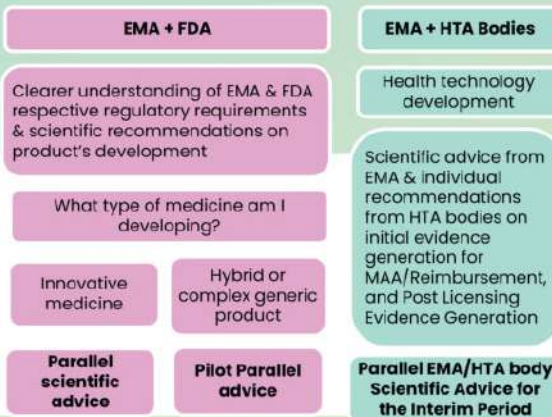 EMA + FDA
Clearer understanding of EMA & FDA
respective regulatory requirements
& scientific recommendations on
product's development
What type of medicine am I
developing?
Innovative
medicine
Hybrid or
complex generic
product
Parallel
scientific
advice
Pilot Parallel
advice
EMA + HTA Bodies
Health technology
development
Scientific advice from
EMA & individual
recommendations
from HTA bodies on
initial evidence
generation for
MAA/Reimbursement,
and Post Licensing
Evidence Generation
Parallel EMA/HTA body
Scientific Advice for
the Interim Period